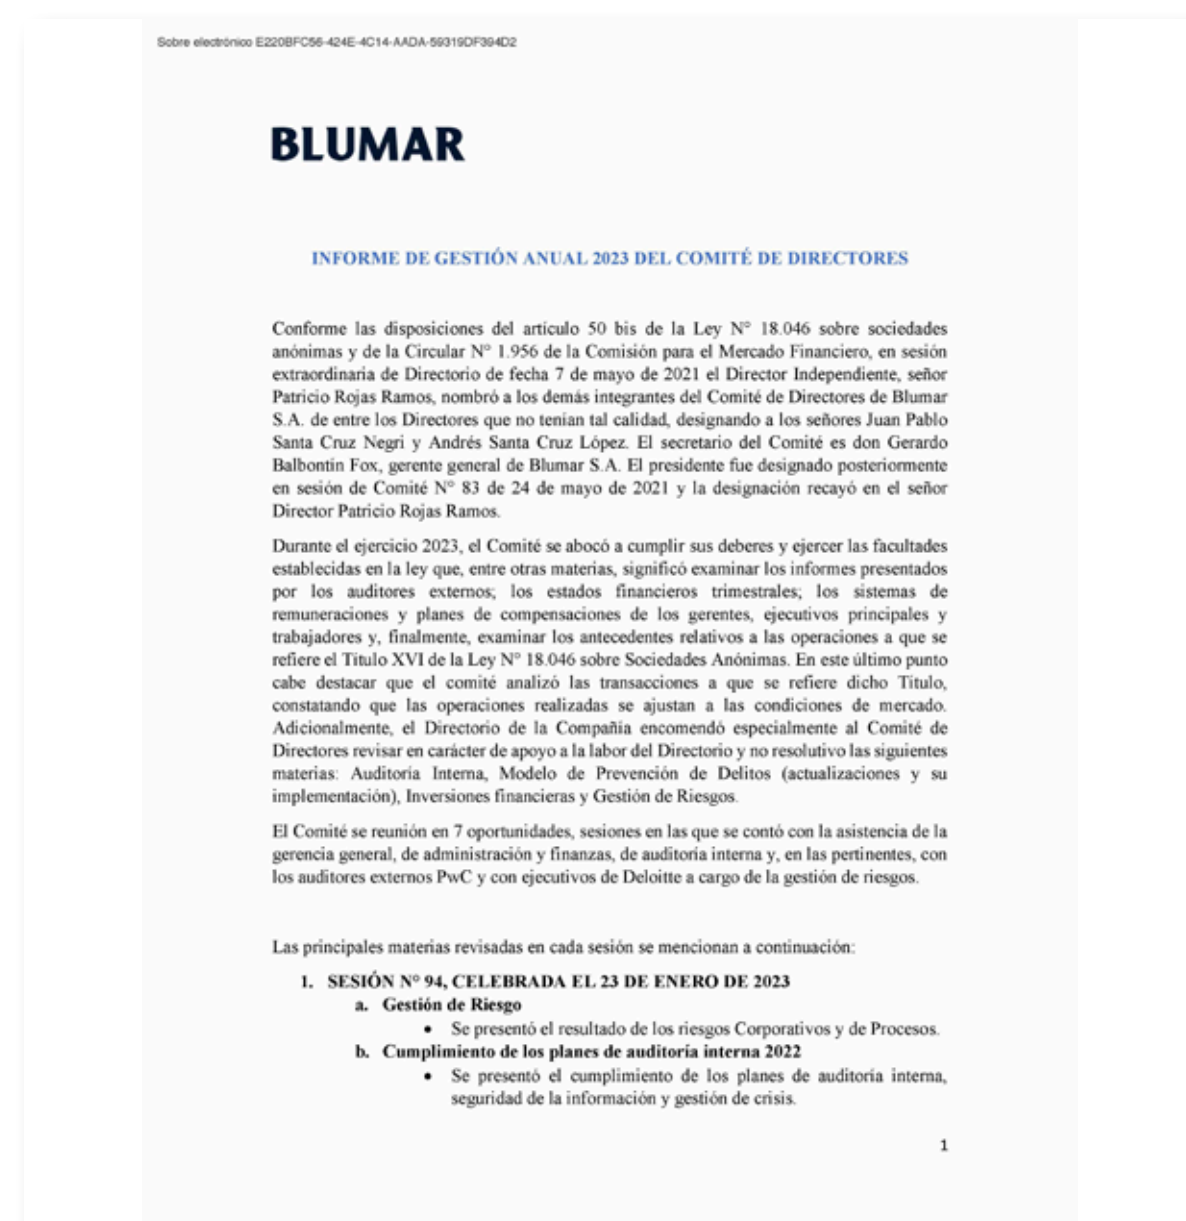 Sobre electrónico E220BFC56-424E-4C14-AADA-59319DF394D2
BLUMAR
INFORME DE GESTIÓN ANUAL 2023 DEL COMITÉ DE DIRECTORES
Conforme las disposiciones del artículo 50 bis de la Ley N° 18.046 sobre sociedades
anónimas y de la Circular N° 1.956 de la Comisión para el Mercado Financiero, en sesión
extraordinaria de Directorio de fecha 7 de mayo de 2021 el Director Independiente, señor
Patricio Rojas Ramos, nombró a los demás integrantes del Comité de Directores de Blumar
S.A. de entre los Directores que no tenían tal calidad, designando a los señores Juan Pablo
Santa Cruz Negri y Andrés Santa Cruz López. El secretario del Comité es don Gerardo
Balbontín Fox, gerente general de Blumar S.A. El presidente fue designado posteriormente
en sesión de Comité N° 83 de 24 de mayo de 2021 y la designación recayó en el señor
Director Patricio Rojas Ramos.
Durante el ejercicio 2023, el Comité se abocó a cumplir sus deberes y ejercer las facultades
establecidas en la ley que, entre otras materias, significó examinar los informes presentados
por los auditores externos; los estados financieros trimestrales; los sistemas de
remuneraciones y planes de compensaciones de los gerentes, ejecutivos principales y
trabajadores y, finalmente, examinar los antecedentes relativos a las operaciones a que se
refiere el Título XVI de la Ley N° 18.046 sobre Sociedades Anónimas. En este último punto
cabe destacar que el comité analizó las transacciones a que se refiere dicho Titulo,
constatando que las operaciones realizadas se ajustan a las condiciones de mercado.
Adicionalmente, el Directorio de la Compañía encomendó especialmente al Comité de
Directores revisar en carácter de apoyo a la labor del Directorio y no resolutivo las siguientes
materias: Auditoría Interna, Modelo de Prevención de Delitos (actualizaciones y su
implementación), Inversiones financieras y Gestión de Riesgos.
El Comité se reunión en 7 oportunidades, sesiones en las que se contó con la asistencia de la
gerencia general, de administración y finanzas, de auditoría interna y, en las pertinentes, con
los auditores externos PwC y con ejecutivos de Deloitte a cargo de la gestión de riesgos.
Las principales materias revisadas en cada sesión se mencionan a continuación:
1. SESIÓN N° 94, CELEBRADA EL 23 DE ENERO DE 2023
a. Gestión de Riesgo
• Se presentó el resultado de los riesgos Corporativos y de Procesos.
b. Cumplimiento de los planes de auditoría interna 2022
• Se presentó el cumplimiento de los planes de auditoría interna,
seguridad de la información y gestión de crisis.
1